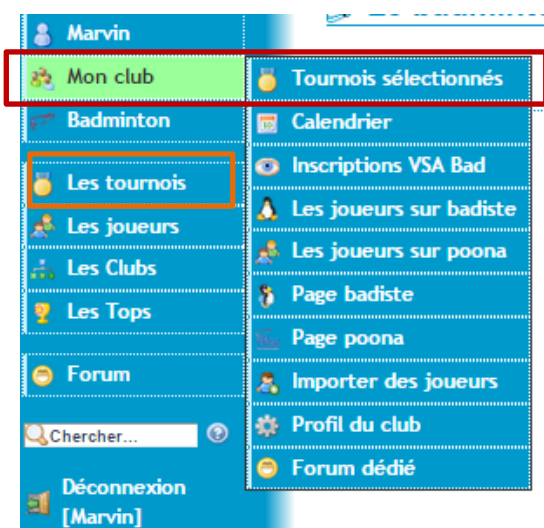 Marvin
Mon club
Badminton
Les tournois
Les joueurs
Les Clubs
Les Tops
Forum
Chercher...
Déconnexion
[Marvin]
Tournois sélectionnés
Calendrier
Inscriptions VSA Bad
Les joueurs sur badiste
Les joueurs sur poona
Page badiste
Page poona
Importer des joueurs
Profil du club
Forum dédié